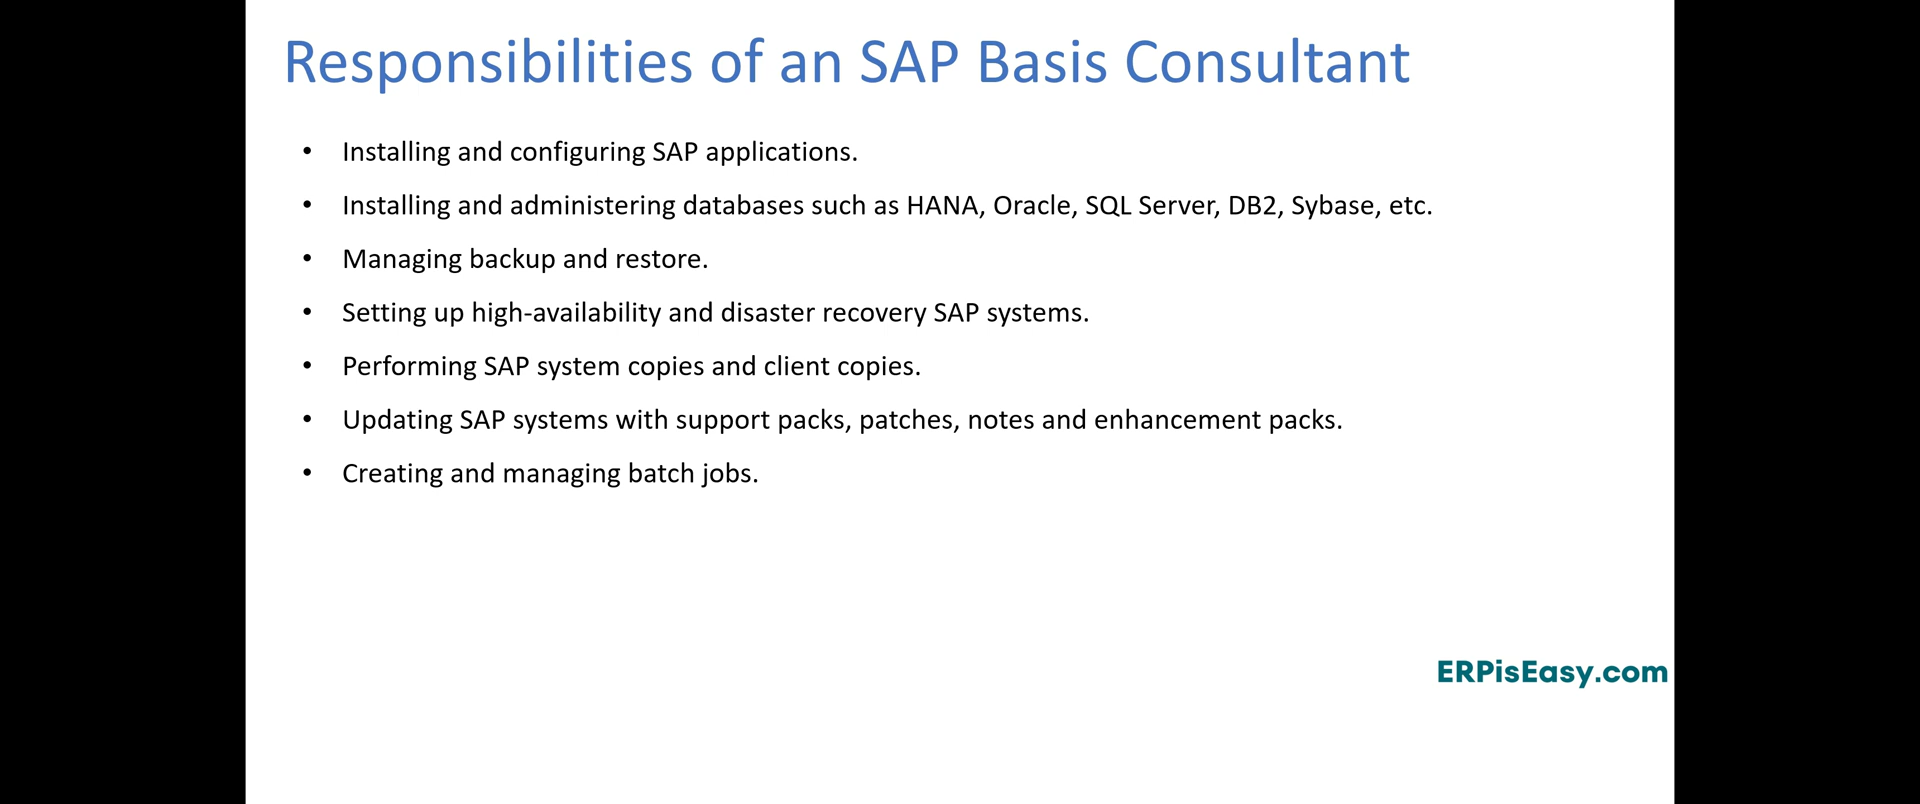 Responsibilities of an SAP Basis Consultant
• Installing and configuring SAP applications.
• Installing and administering databases such as HANA, Oracle, SQL Server, DB2, Sybase, etc.
• Managing backup and restore.
• Setting up high-availability and disaster recovery SAP systems.
• Performing SAP system copies and client copies.
• Updating SAP systems with support packs, patches, notes and enhancement packs.
• Creating and managing batch jobs.
ERPisEasy.com